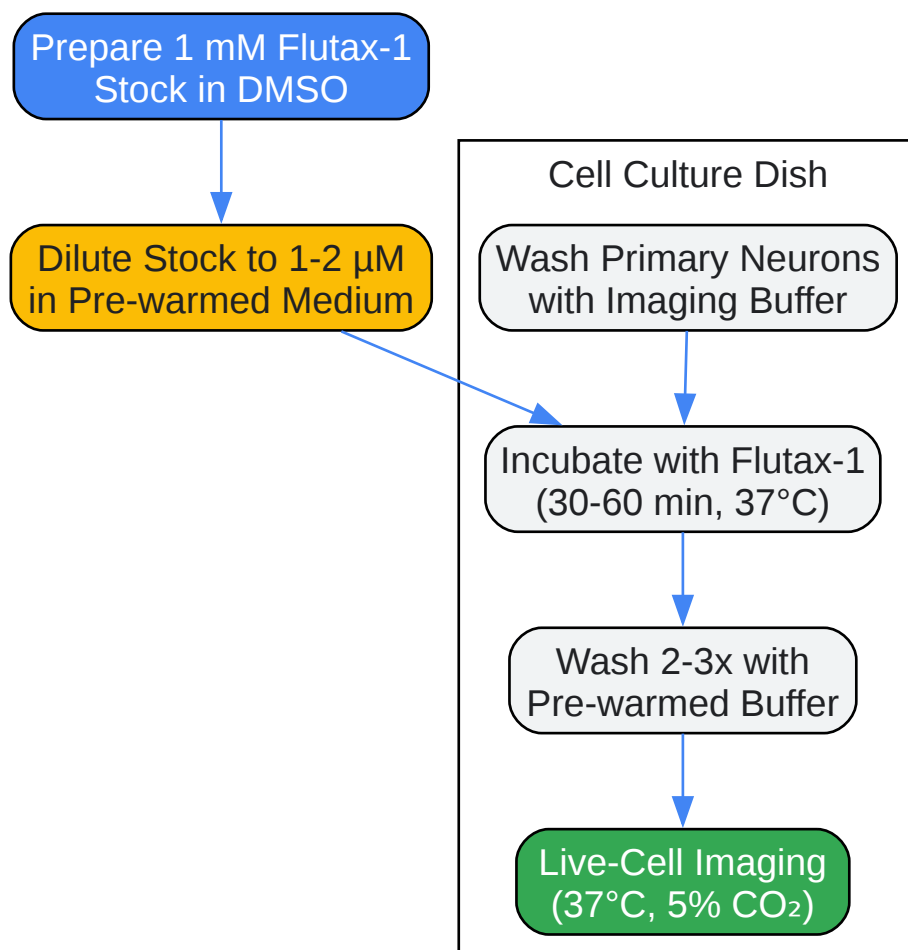 Prepare 1 mM Flutax-1
Stock in DMSO
Dilute Stock to 1-2 µM
in Pre-warmed Medium
Cell Culture Dish
Wash Primary Neurons
with Imaging Buffer
Incubate with Flutax-1
(30-60 min, 37°C)
Wash 2-3x with
Pre-warmed Buffer
Live-Cell Imaging
(37°C, 5% CO₂)